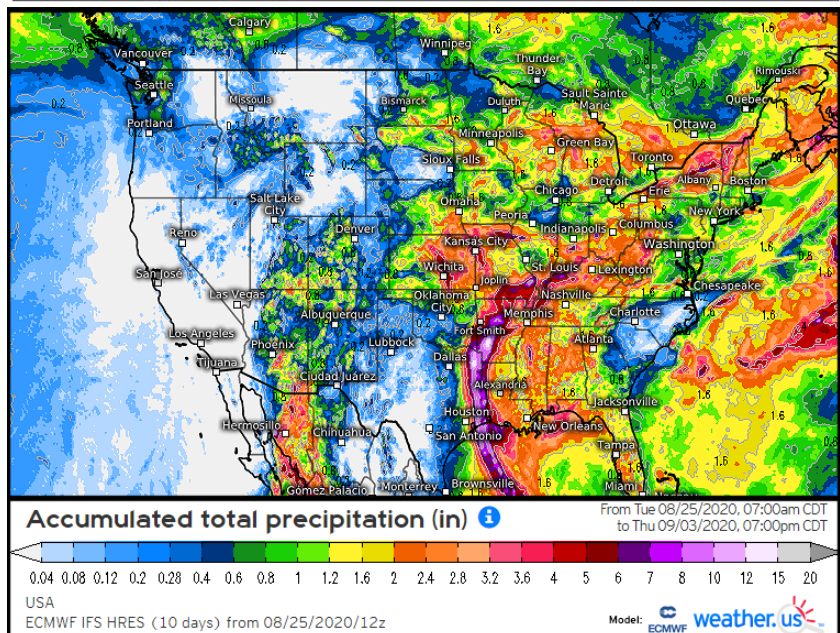 Calgary
Vancouver
Winnipeg
Thunder
Bay
Seattle
Rimouski
Missoula
Bismarck
Duluth
Sault Sainte
Marie
Quebec
Portland
Ottawa
Minneapolis
Green Bay
Sioux Falls
Toronto
Albany
Boston
Detroit
Erie
Chicago
Salt Lake
City
Omaha
New York
Peoria
Reno
Denver
Indianapolis
Columbus
Kansas City
Washington
San José
Wichita
St. Louis
Lexington
Joplin
Las Vegas
Oklahoma
City
Nashville
Chesapeake
Albuquerque
Fort Smith
Memphis
Charlotte
Los Angeles
Phoenix
Lubbock
Atlanta
Tijuana
Dallas
Ciudad Juárez
Alexandria
Jacksonville
Houston
Hermosillo
New Orleans
Chihuahua
San Antonio
Tampa
Gómez Palacio
Monterrey
Brownsville
Miami
Accumulated total precipitation (in)
From Tue 08/25/2020, 07:00am CDT
to Thu 09/03/2020, 07:00pm CDT
0.04 0.08 0.12 0.2 0.28 0.4 0.6 0.8 1 1.2 1.6 2 2.4 2.8 3.2 3.6 4 5 6 7 8 10 12 15 20
USA
ECMWF IFS HRES (10 days) from 08/25/2020/12z
Model: ECMWF weather.us